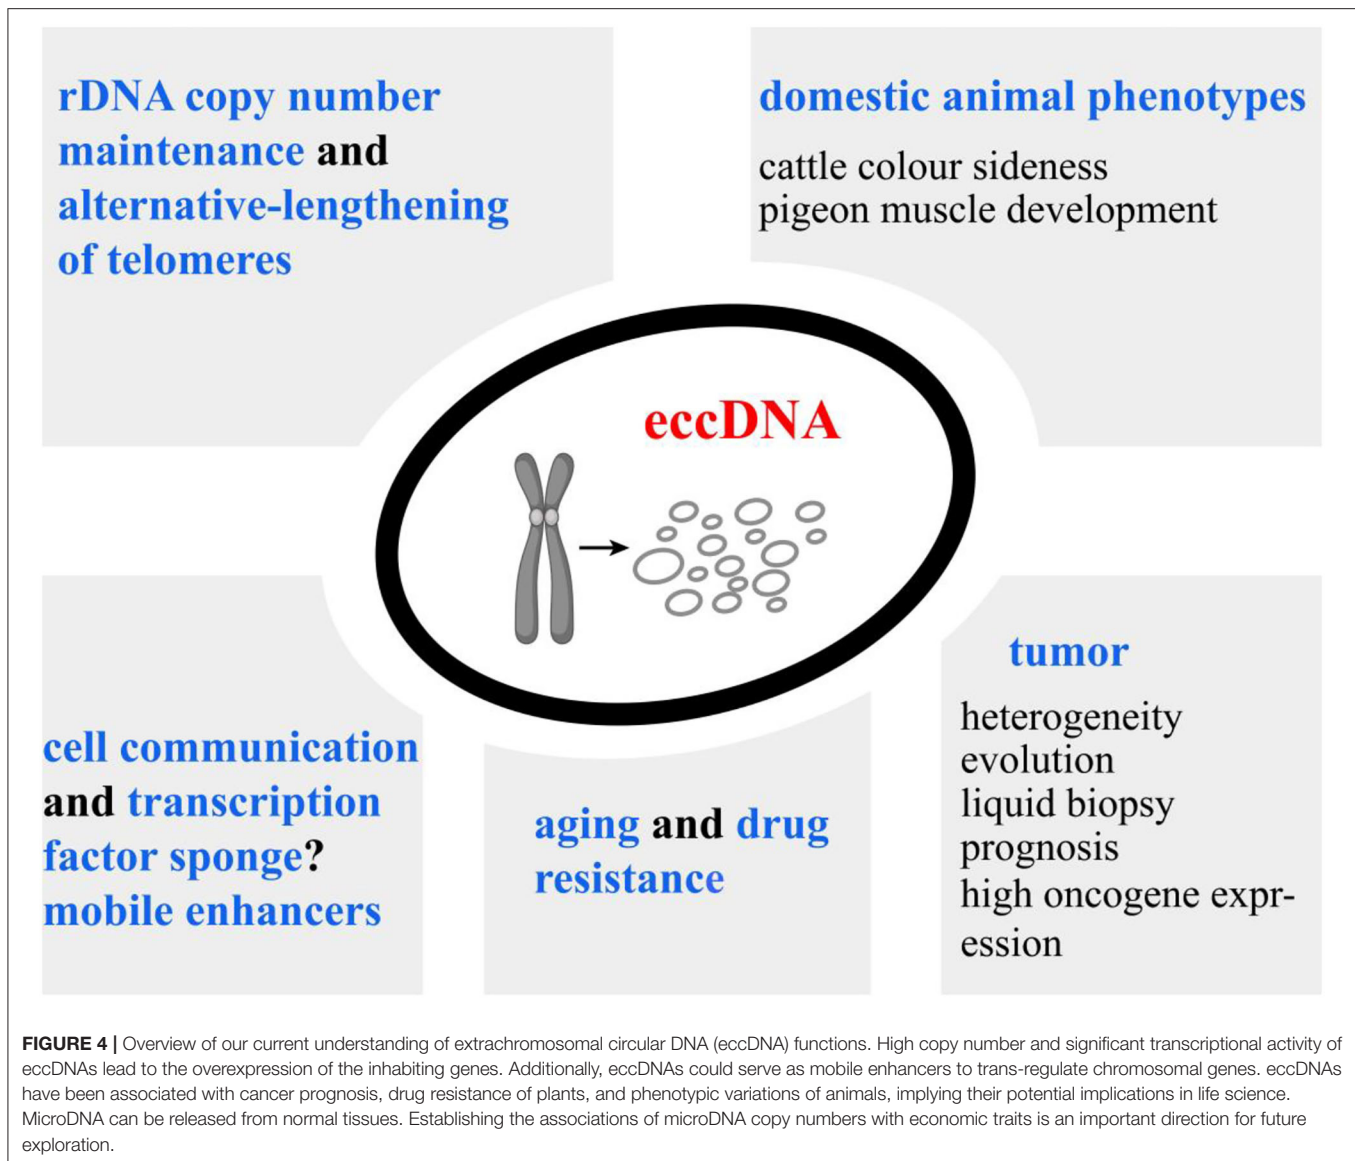 rDNA copy number
maintenance and
alternative-lengthening
of telomeres
domestic animal phenotypes
cattle colour sideness
pigeon muscle development
eccDNA
cell communication
and transcription
factor sponge?
mobile enhancers
aging and drug
resistance
tumor
heterogeneity
evolution
liquid biopsy
prognosis
high oncogene expr-
ession
FIGURE 4 | Overview of our current understanding of extrachromosomal circular DNA (eccDNA) functions. High copy number and significant transcriptional activity of
eccDNAs lead to the overexpression of the inhabiting genes. Additionally, eccDNAs could serve as mobile enhancers to trans-regulate chromosomal genes. eccDNAs
have been associated with cancer prognosis, drug resistance of plants, and phenotypic variations of animals, implying their potential implications in life science.
MicroDNA can be released from normal tissues. Establishing the associations of microDNA copy numbers with economic traits is an important direction for future
exploration.